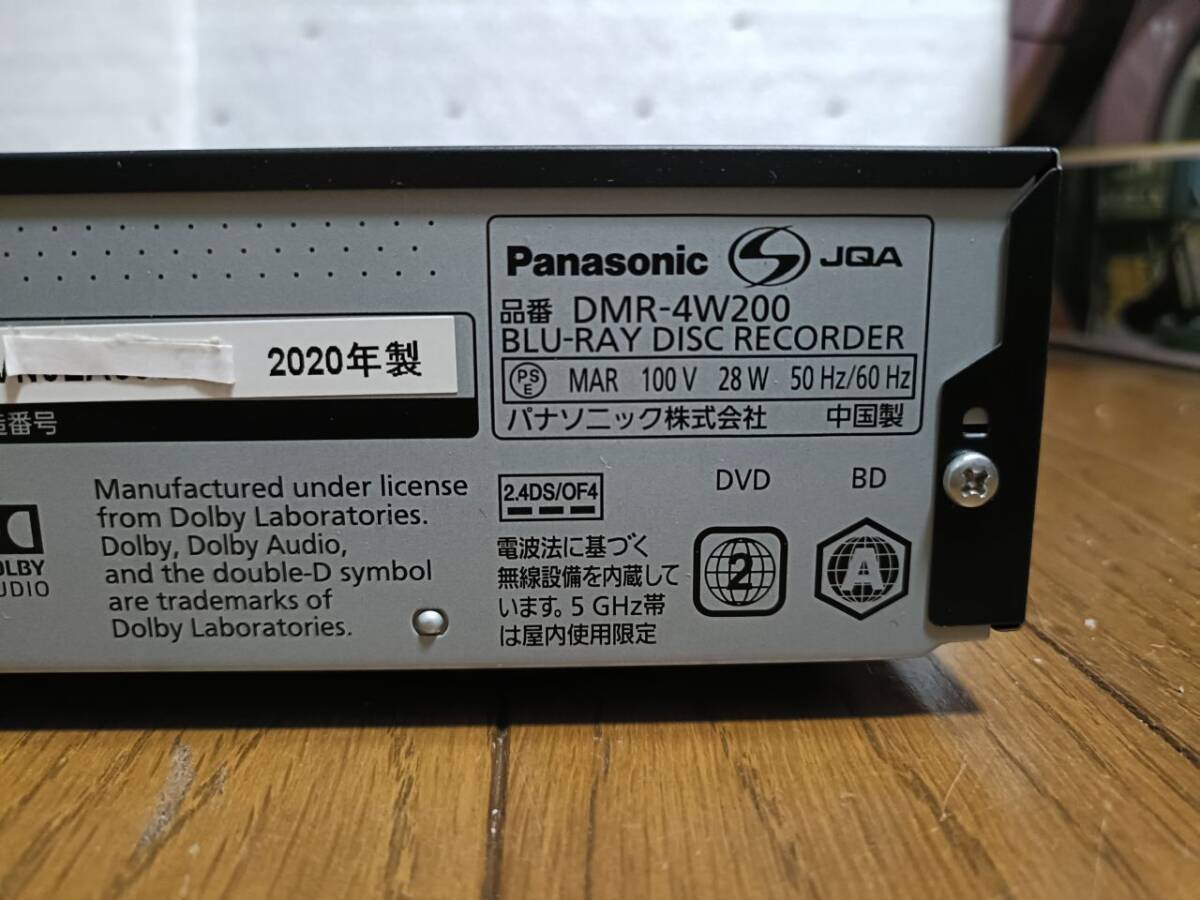 Panasonic JQA
品番 DMR-4W200
BLU-RAY DISC RECORDER
PSE MAR 100 V 28 W 50 Hz/60 Hz
パナソニック株式会社 中国製
2020年製
造番号
Manufactured under license
from Dolby Laboratories.
Dolby, Dolby Audio,
and the double-D symbol
are trademarks of
Dolby Laboratories.
2.4DS/OF4
電波法に基づく
無線設備を内蔵して
います。5 GHz帯
は屋内使用限定
DVD BD
2 A